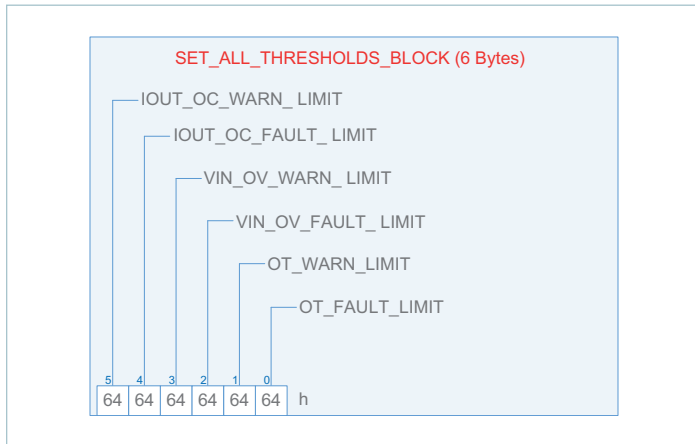 SET_ALL_THRESHOLDS_BLOCK (6 Bytes)
IOUT_OC_WARN_ LIMIT
IOUT_OC_FAULT_ LIMIT
VIN_OV_WARN_ LIMIT
VIN_OV_FAULT_ LIMIT
OT_WARN_LIMIT
OT_FAULT_LIMIT
5 4 3 2 1 0
64 64 64 64 64 64 h